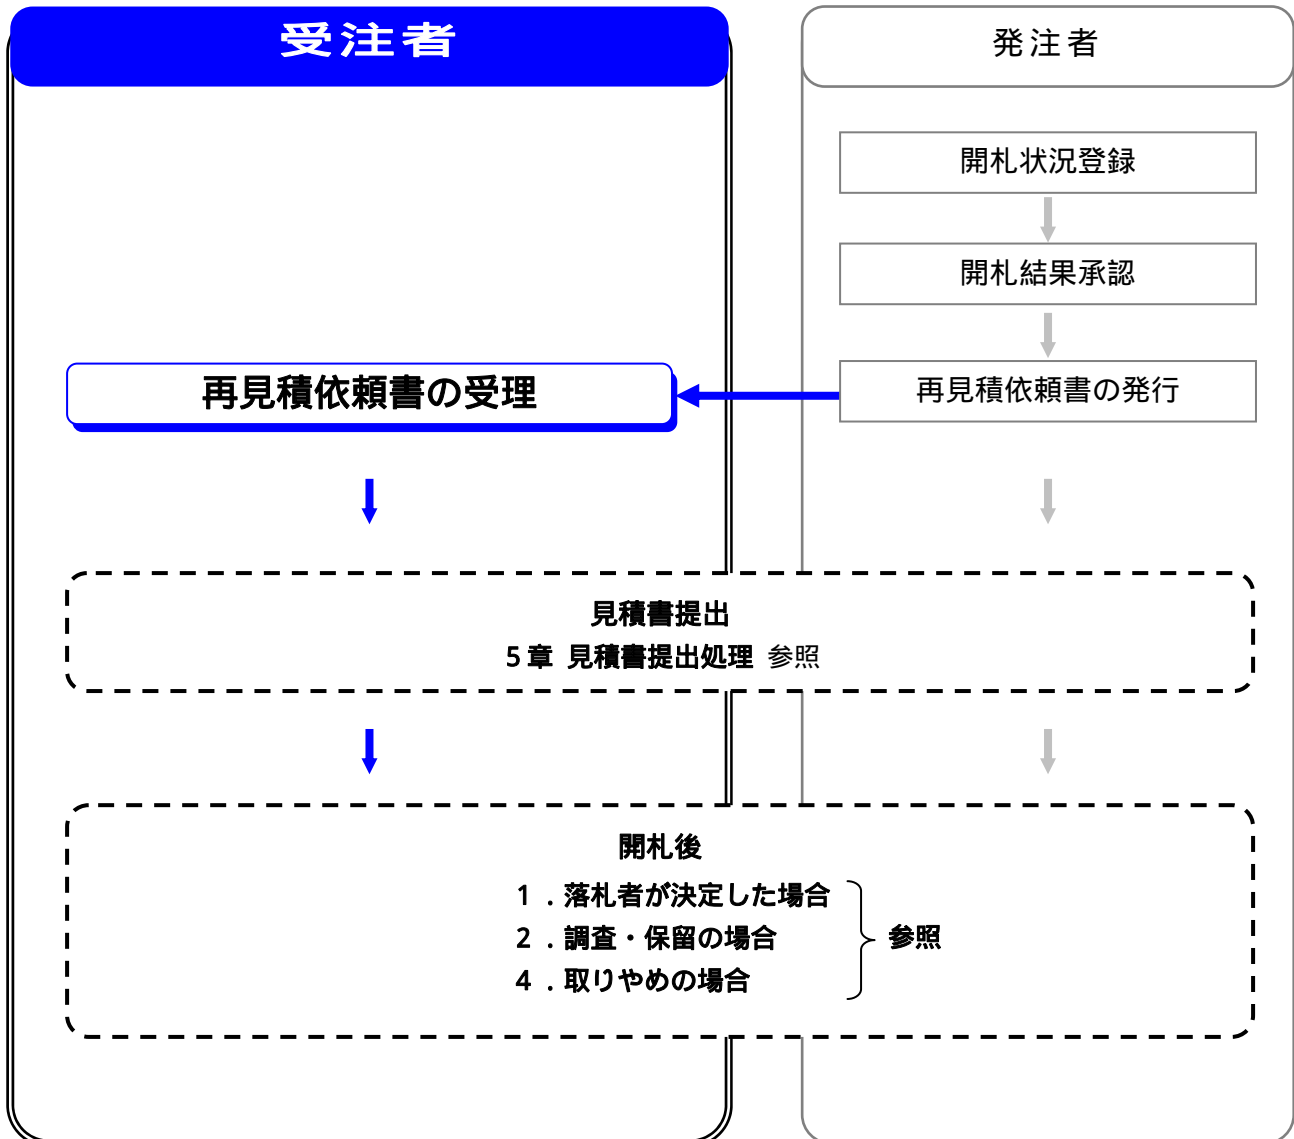 受注者
発注者
開札状況登録
開札結果承認
再見積依頼書の受理
再見積依頼書の発行
見積書提出
5章 見積書提出処理 参照
開札後
1．落札者が決定した場合
2．調査・保留の場合
4．取りやめの場合
参照